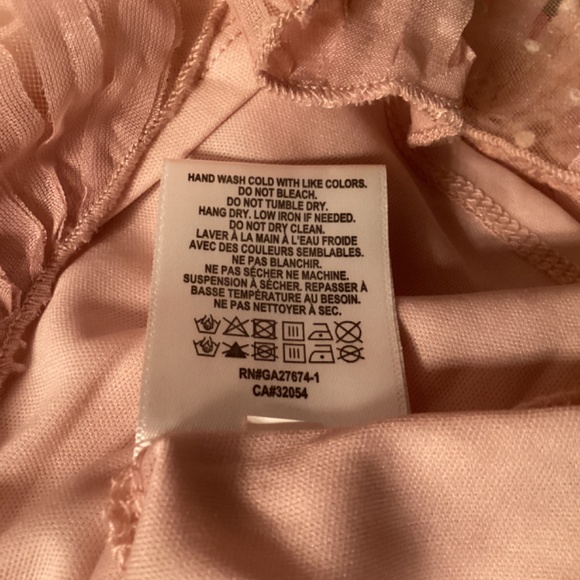 HAND WASH COLD WITH LIKE COLORS.
DO NOT BLEACH.
DO NOT TUMBLE DRY.
HANG DRY. LOW IRON IF NEEDED.
DO NOT DRY CLEAN.
LAVER À LA MAIN À L'EAU FROIDE
AVEC DES COULEURS SEMBLABLES.
NE PAS BLANCHIR.
NE PAS SÉCHER NE MACHINE.
SUSPENSION À SÉCHER. REPASSER À
BASSE TEMPÉRATURE AU BESOIN.
NE PAS NETTOYER À SEC.
RN#GA27674-1
CA#32054